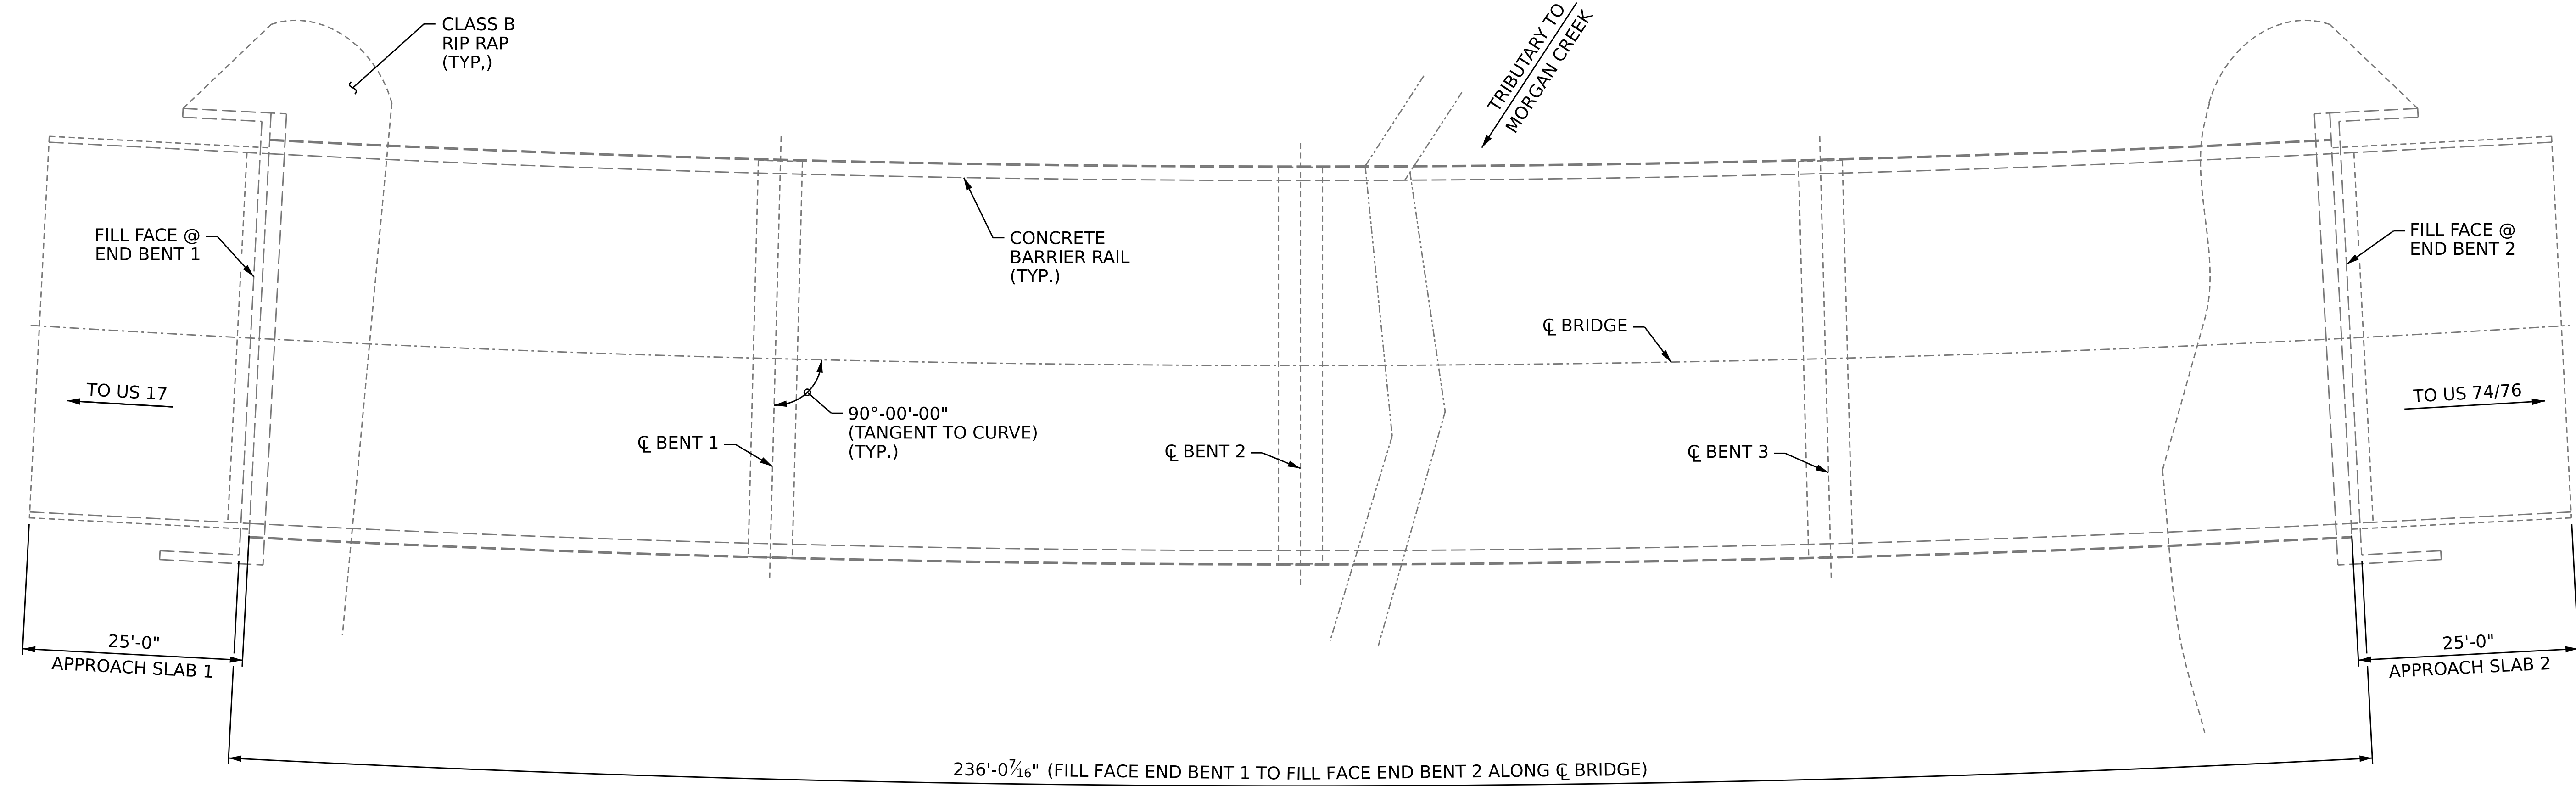 CLASS B
RIP RAP
(TYP,)
TRIBUTARY TO
MORGAN CREEK
FILL FACE @
END BENT 1
CONCRETE
BARRIER RAIL
(TYP.)
FILL FACE @
END BENT 2
℄ BRIDGE
TO US 17
TO US 74/76
90°-00'-00"
(TANGENT TO CURVE)
(TYP.)
℄ BENT 1
℄ BENT 2
℄ BENT 3
25'-0"
APPROACH SLAB 1
25'-0"
APPROACH SLAB 2
236'-0 7⁄16" (FILL FACE END BENT 1 TO FILL FACE END BENT 2 ALONG ℄ BRIDGE)